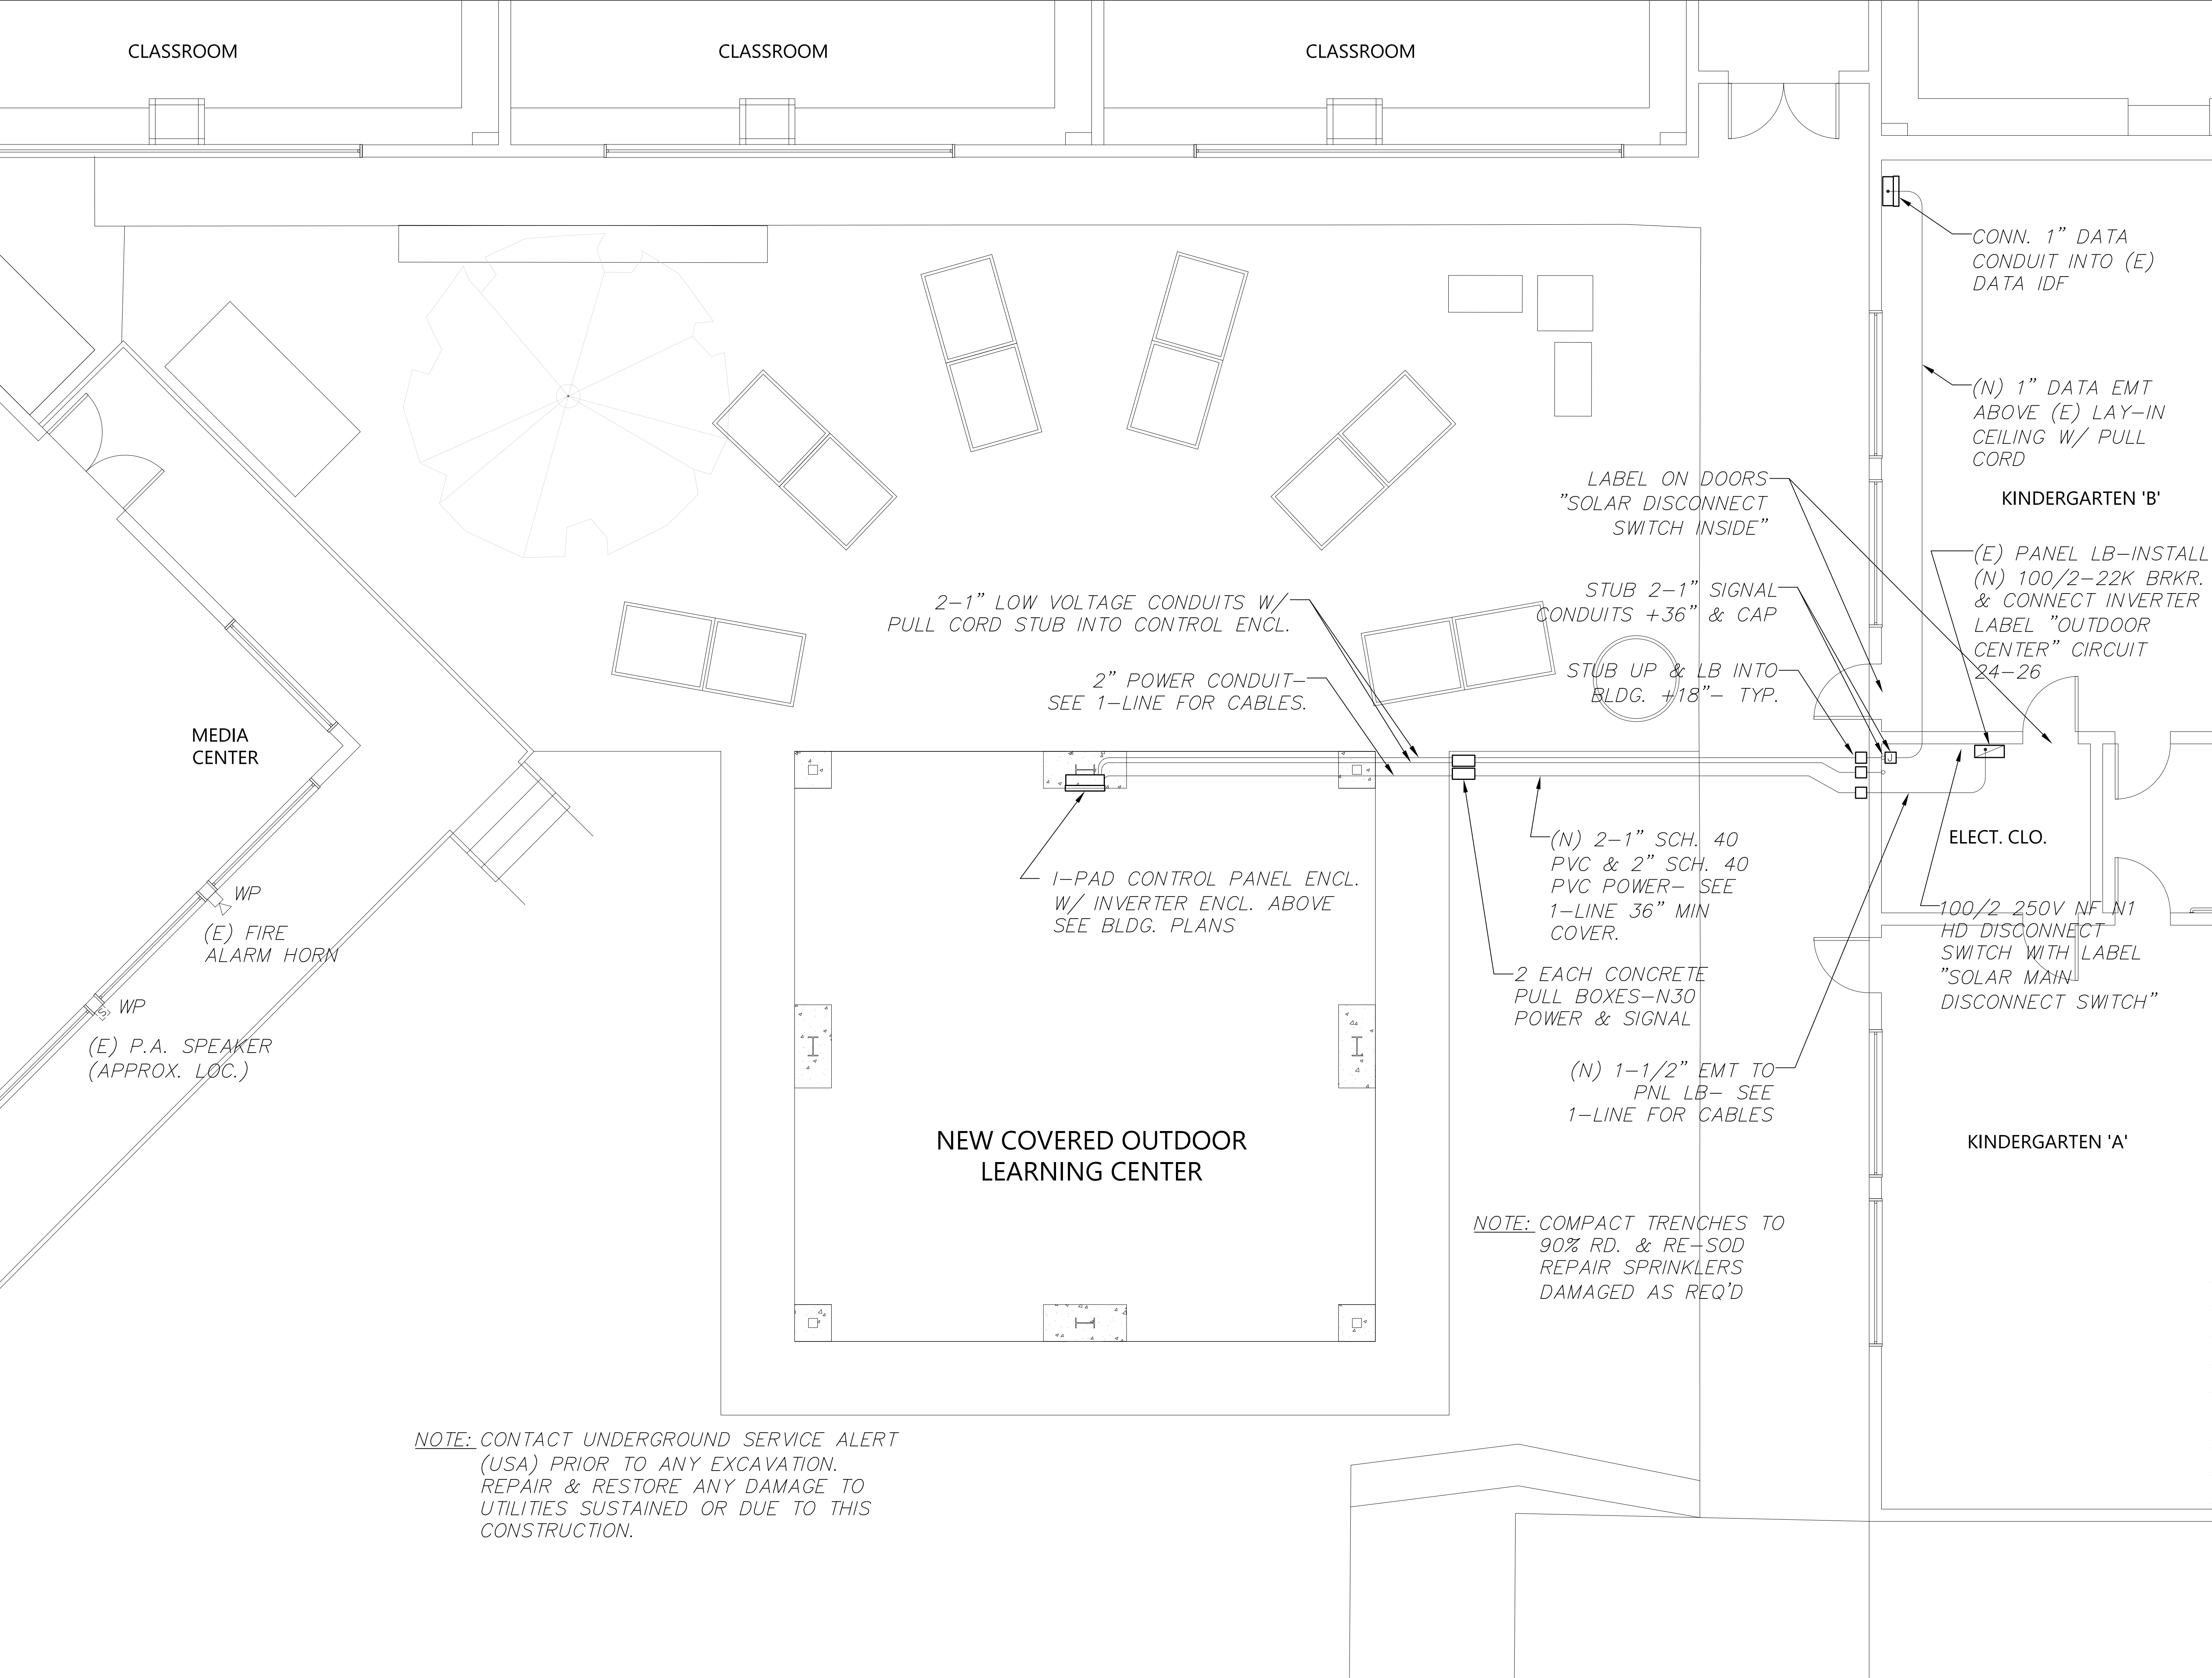 CLASSROOM
CLASSROOM
CLASSROOM
CONN. 1” DATA
CONDUIT INTO (E)
DATA IDF
(N) 1” DATA EMT
ABOVE (E) LAY-IN
CEILING W/ PULL
CORD
KINDERGARTEN 'B'
LABEL ON DOORS
”SOLAR DISCONNECT
SWITCH INSIDE”
(E) PANEL LB-INSTALL
(N) 100/2-22K BRKR.
& CONNECT INVERTER
LABEL ”OUTDOOR
CENTER” CIRCUIT
24-26
STUB 2-1” SIGNAL
CONDUITS +36” & CAP
STUB UP & LB INTO
BLDG. +18”- TYP.
2-1” LOW VOLTAGE CONDUITS W/
PULL CORD STUB INTO CONTROL ENCL.
2” POWER CONDUIT-
SEE 1-LINE FOR CABLES.
MEDIA
CENTER
J
I-PAD CONTROL PANEL ENCL.
W/ INVERTER ENCL. ABOVE
SEE BLDG. PLANS
(N) 2-1” SCH. 40
PVC & 2” SCH. 40
PVC POWER- SEE
1-LINE 36” MIN
COVER.
ELECT. CLO.
100/2 250V NF N1
HD DISCONNECT
SWITCH WITH LABEL
”SOLAR MAIN
DISCONNECT SWITCH”
2 EACH CONCRETE
PULL BOXES-N30
POWER & SIGNAL
WP
(E) FIRE
ALARM HORN
WP
S
(E) P.A. SPEAKER
(APPROX. LOC.)
(N) 1-1/2” EMT TO
PNL LB- SEE
1-LINE FOR CABLES
NEW COVERED OUTDOOR
LEARNING CENTER
KINDERGARTEN 'A'
NOTE: COMPACT TRENCHES TO
90% RD. & RE-SOD
REPAIR SPRINKLERS
DAMAGED AS REQ'D
NOTE: CONTACT UNDERGROUND SERVICE ALERT
(USA) PRIOR TO ANY EXCAVATION.
REPAIR & RESTORE ANY DAMAGE TO
UTILITIES SUSTAINED OR DUE TO THIS
CONSTRUCTION.